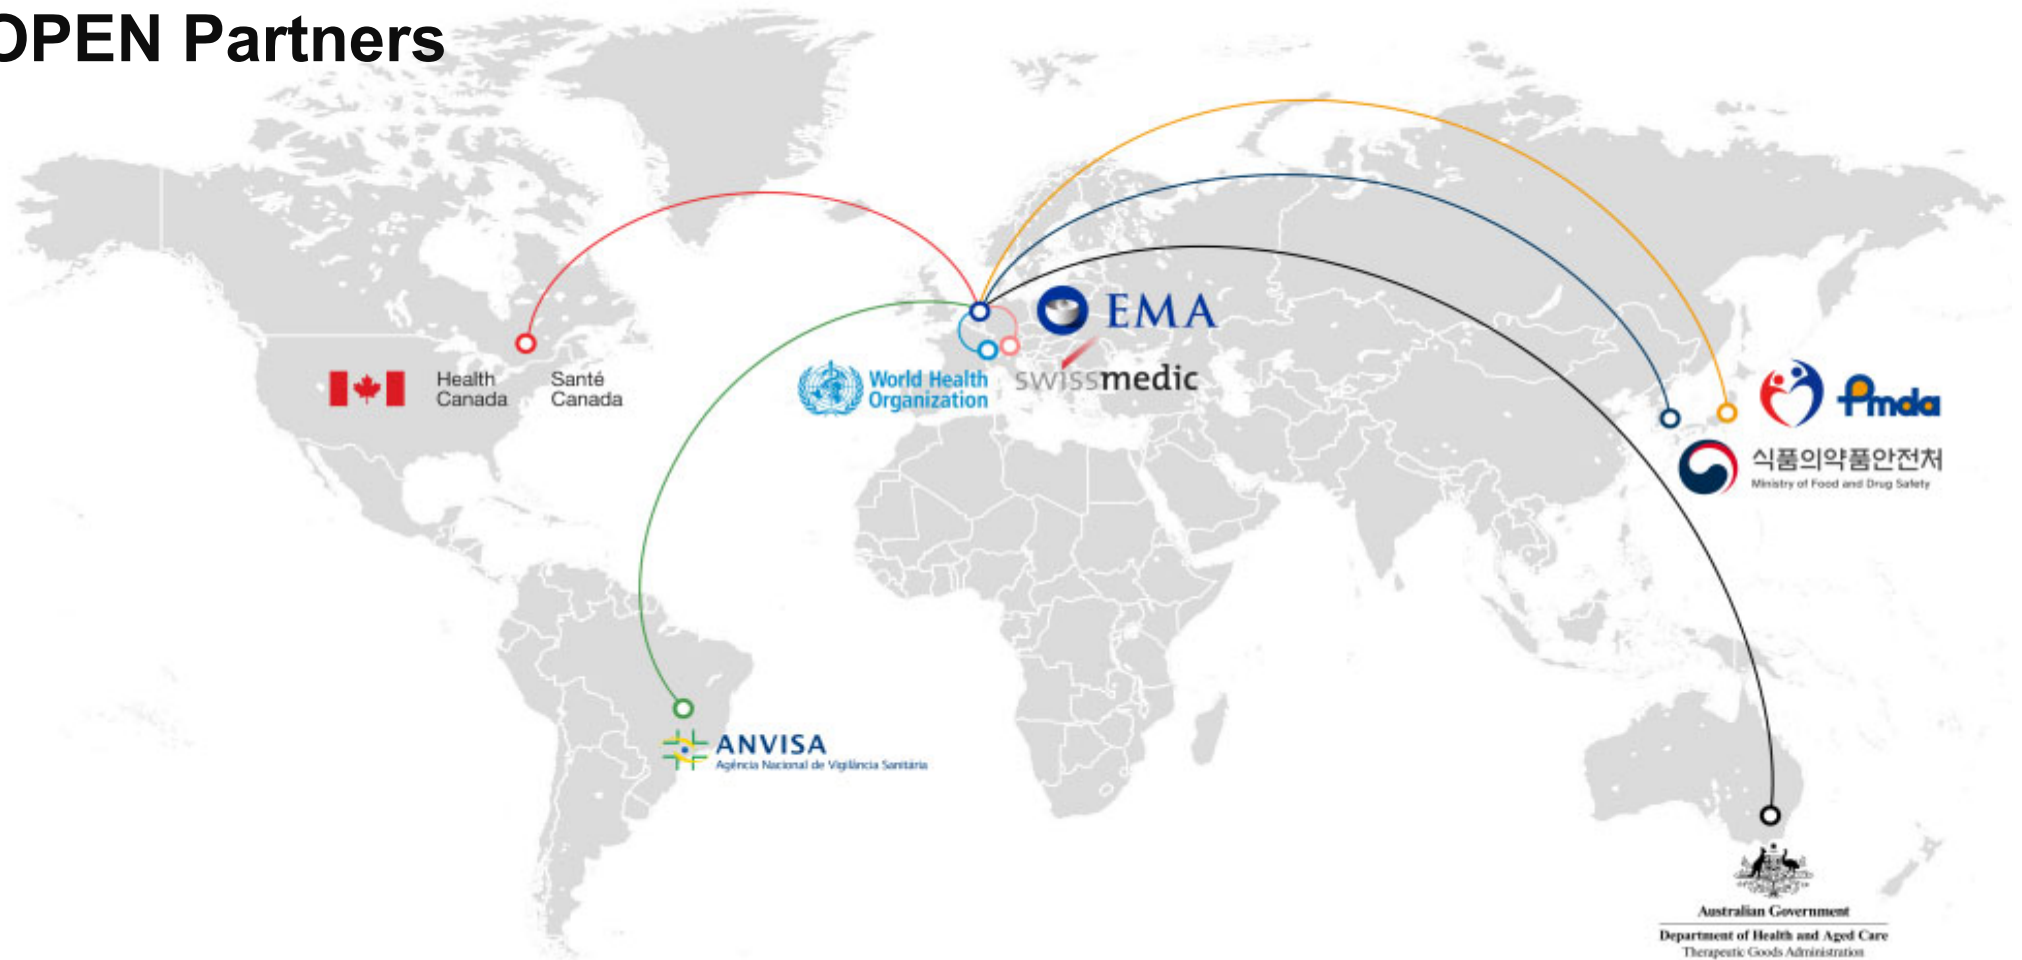 OPEN Partners
EMA
Health Canada
Santé Canada
World Health Organization
swissmedic
Pmda
식품의약품안전처
Ministry of Food and Drug Safety
ANVISA
Agência Nacional de Vigilância Sanitária
Australian Government
Department of Health and Aged Care
Therapeutic Goods Administration